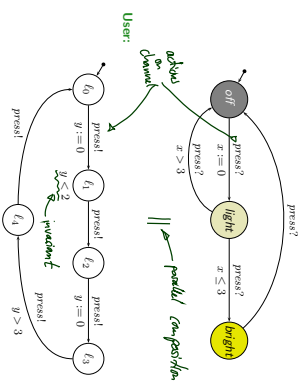 User:
actions
on
channel
off
press?
x := 0
light
press?
x ≤ 3
bright
press?
x > 3
press?
||
parallel composition
ℓ0
press!
y := 0
ℓ1
y < 2
invariant
press!
ℓ2
press!
y := 0
ℓ3
press!
y > 3
ℓ4
press!